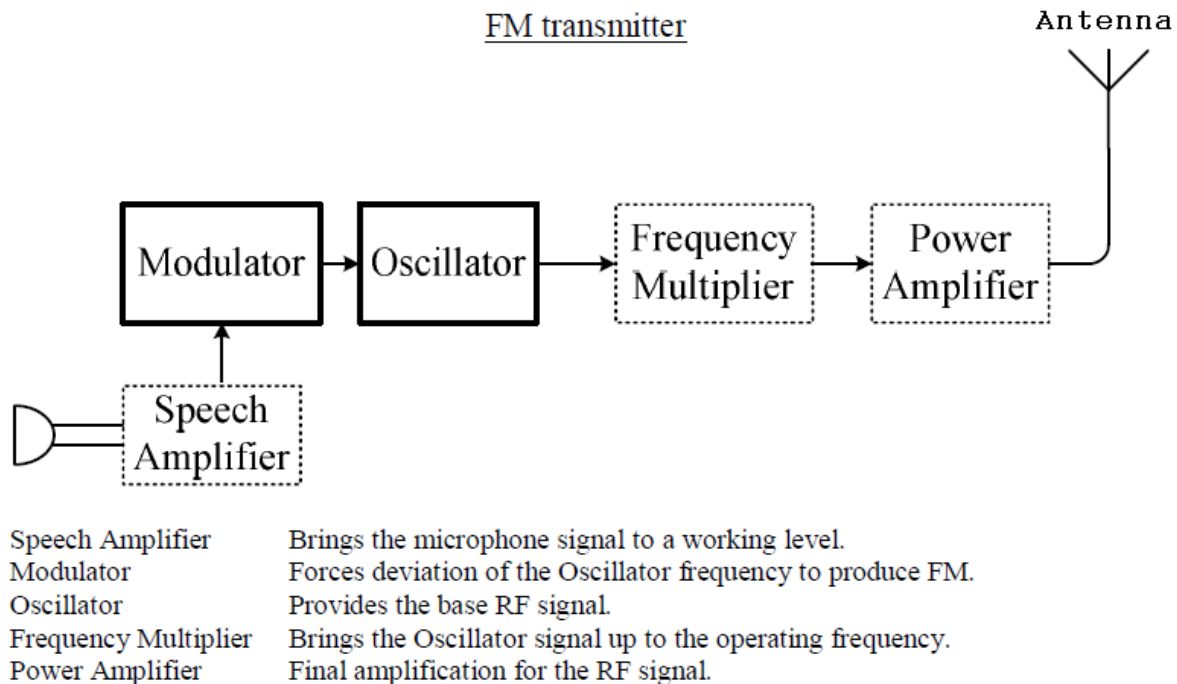 FM transmitter
Antenna
Modulator
Oscillator
Frequency
Multiplier
Power
Amplifier
Speech
Amplifier
Speech Amplifier Brings the microphone signal to a working level.
Modulator Forces deviation of the Oscillator frequency to produce FM.
Oscillator Provides the base RF signal.
Frequency Multiplier Brings the Oscillator signal up to the operating frequency.
Power Amplifier Final amplification for the RF signal.